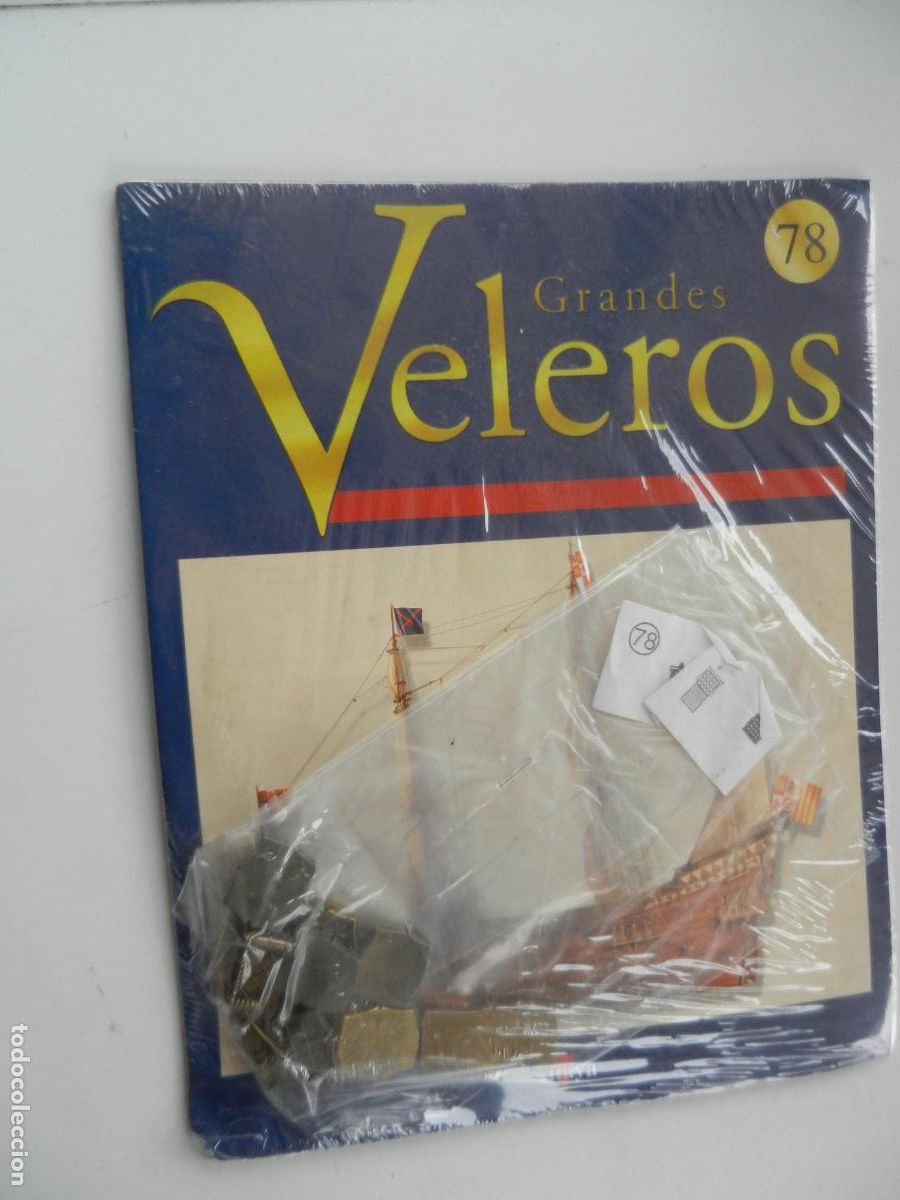 78
Grandes
Veleros
78
todocoleccion